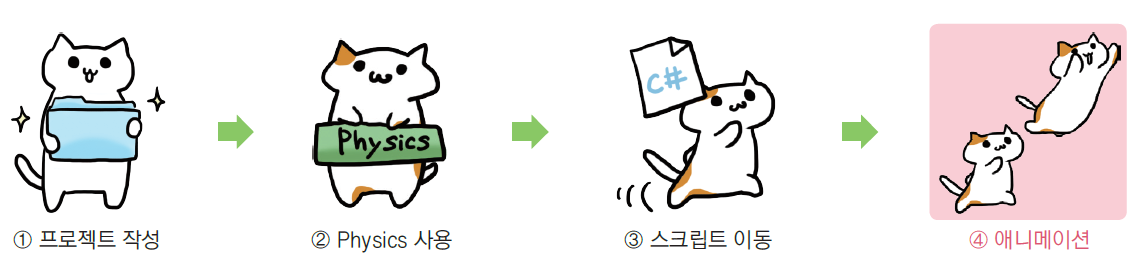 Physics
C#
① 프로젝트 작성
② Physics 사용
③ 스크립트 이동
④ 애니메이션